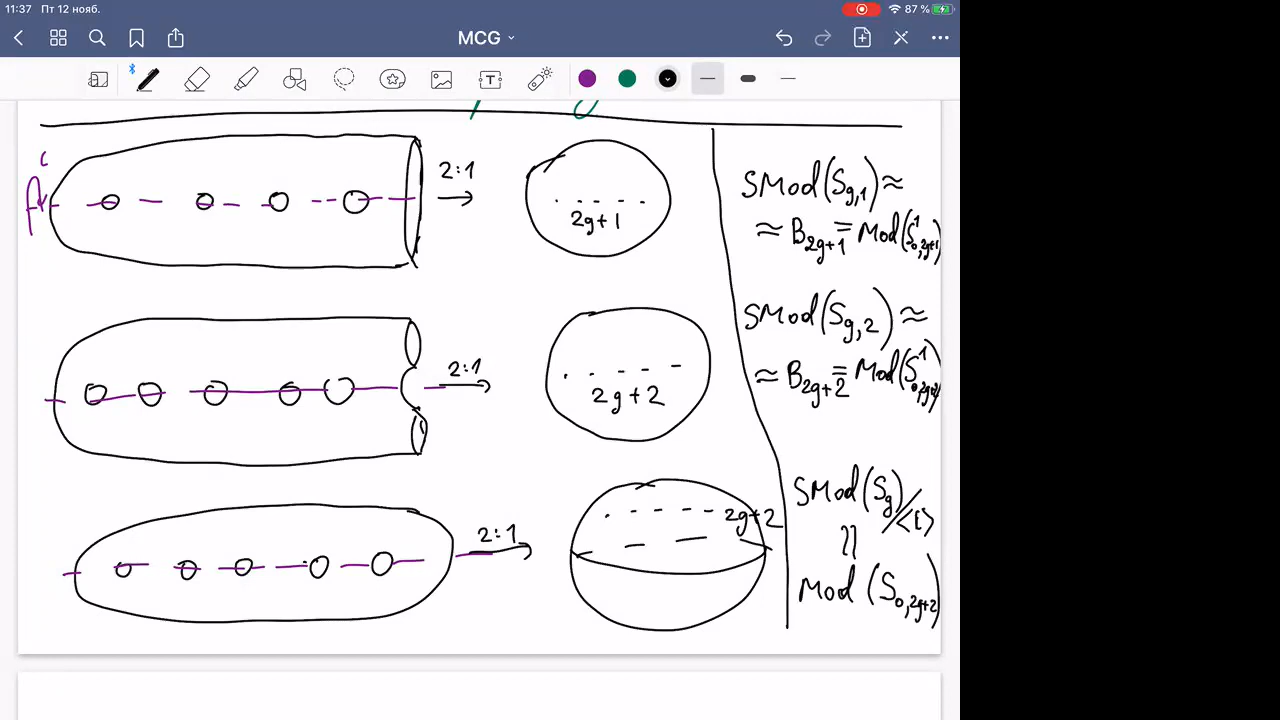 11:37 Пт 12 нояб.
87 %
MCG
2:1
2g+1
SMod(S_{g,1}) ≈
≈ B_{2g+1} = Mod(S^1_{0,2g+1})
2:1
2g+2
SMod(S_{g,2}) ≈
≈ B_{2g+2} = Mod(S^1_{0,2g+2})
2:1
2g+2
SMod(S_g)/<ι>
||
Mod(S_{0,2g+2})